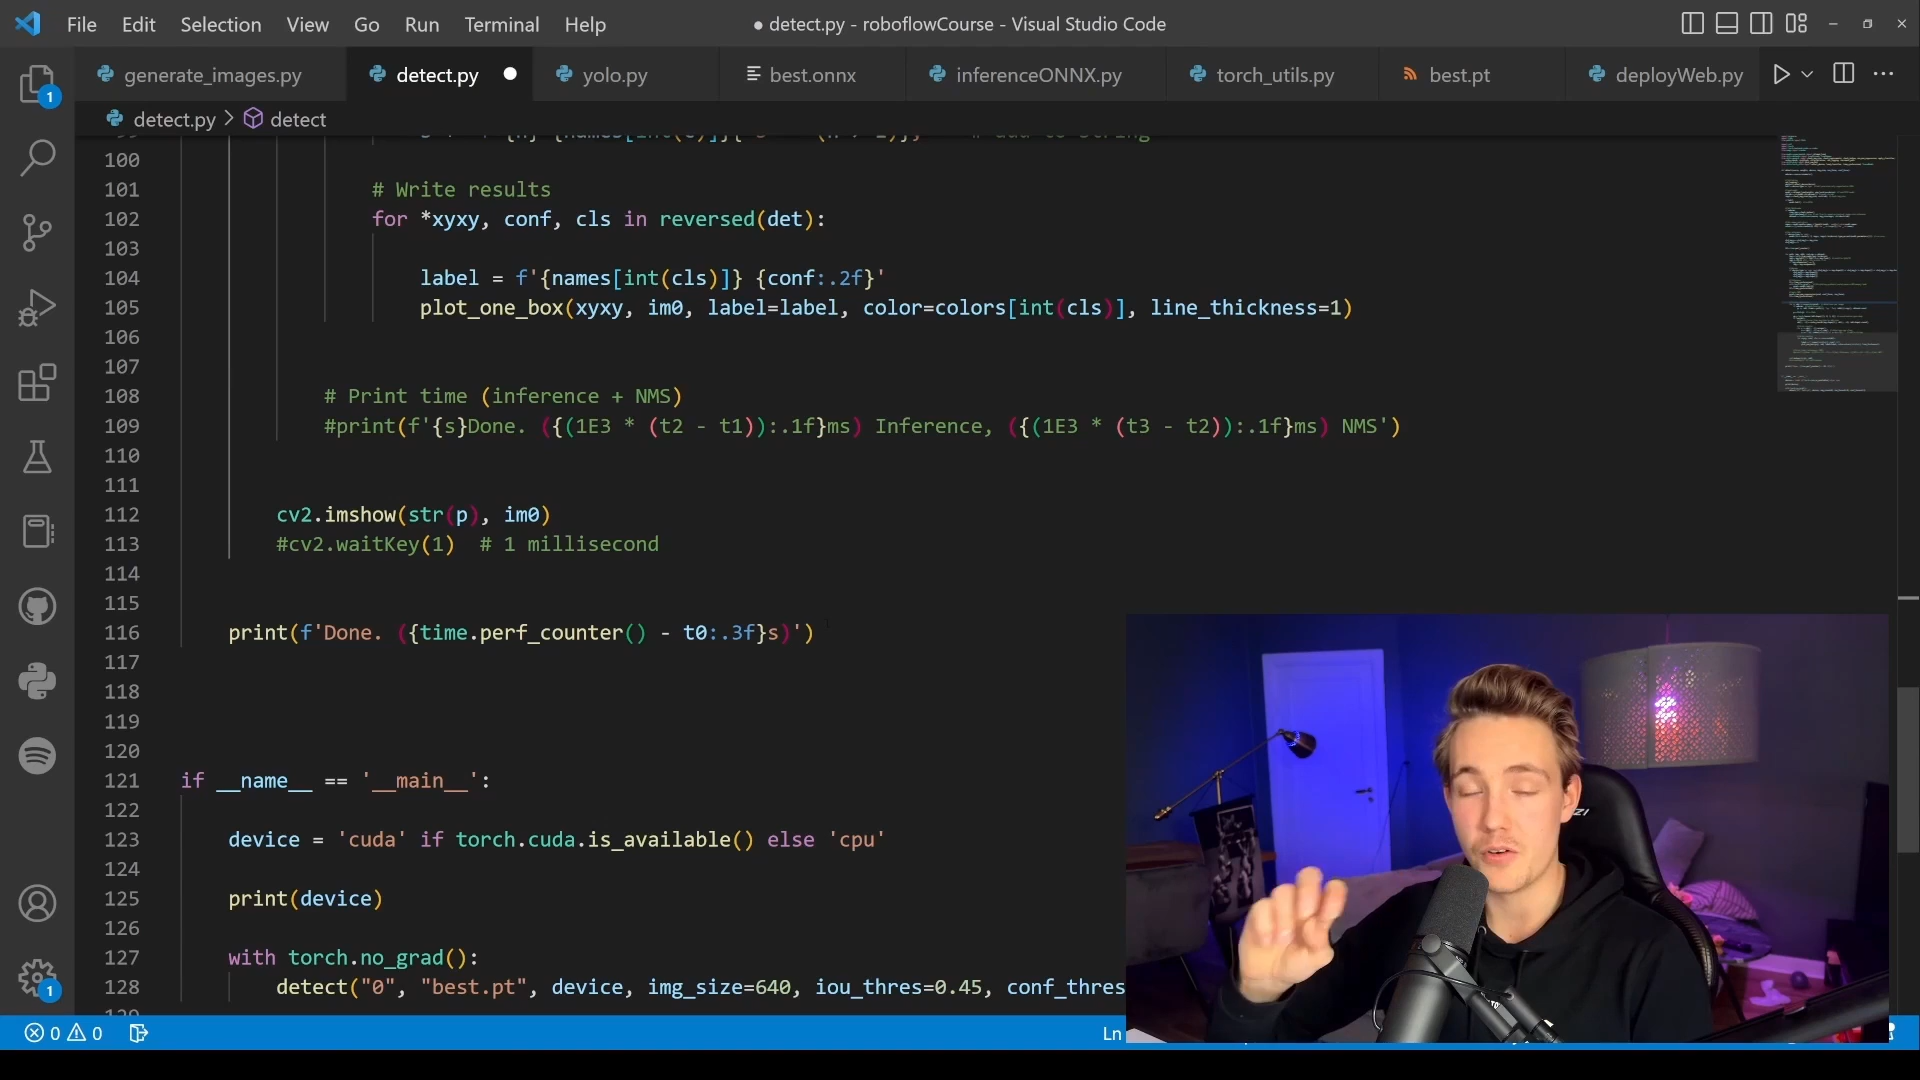 File Edit Selection View Go Run Terminal Help
● detect.py - roboflowCourse - Visual Studio Code
generate_images.py detect.py yolo.py best.onnx inferenceONNX.py torch_utils.py best.pt deployWeb.py
detect.py > detect
100
101 # Write results
102 for *xyxy, conf, cls in reversed(det):
103
104 label = f'{names[int(cls)]} {conf:.2f}'
105 plot_one_box(xyxy, im0, label=label, color=colors[int(cls)], line_thickness=1)
106
107
108 # Print time (inference + NMS)
109 #print(f'{s}Done. ({(1E3 * (t2 - t1)):.1f}ms) Inference, ({(1E3 * (t3 - t2)):.1f}ms) NMS')
110
111
112 cv2.imshow(str(p), im0)
113 #cv2.waitKey(1)  # 1 millisecond
114
115
116 print(f'Done. ({time.perf_counter() - t0:.3f}s)')
117
118
119
120
121 if __name__ == '__main__':
122
123 device = 'cuda' if torch.cuda.is_available() else 'cpu'
124
125 print(device)
126
127 with torch.no_grad():
128 detect("0", "best.pt", device, img_size=640, iou_thres=0.45, conf_thres
1
1
0 0
Ln